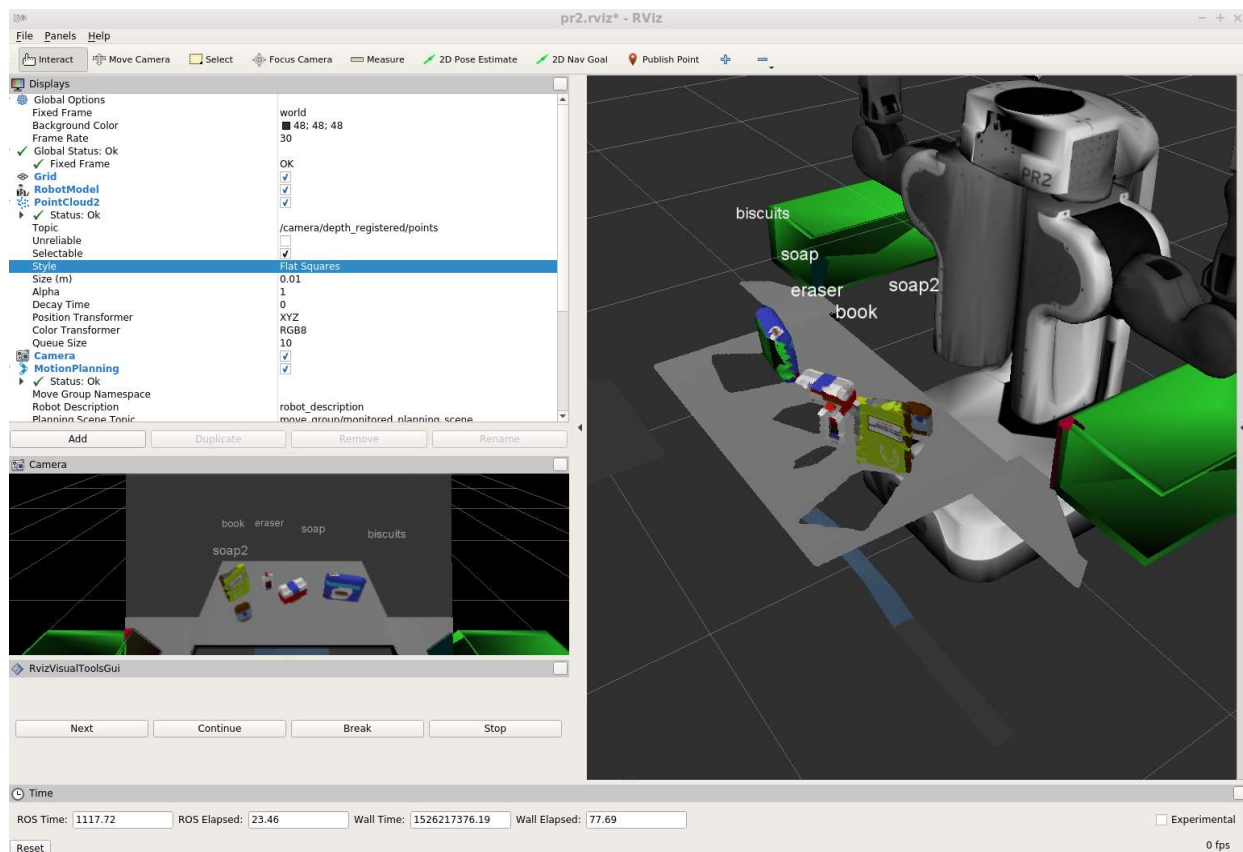 pr2.rviz* - RViz
File Panels Help
Interact Move Camera Select Focus Camera Measure 2D Pose Estimate 2D Nav Goal Publish Point
Displays
Global Options
Fixed Frame world
Background Color 48; 48; 48
Frame Rate 30
Global Status: Ok
Fixed Frame OK
Grid
RobotModel
PointCloud2
Status: Ok
Topic /camera/depth_registered/points
Unreliable
Selectable
Style Flat Squares
Size (m) 0.01
Alpha 1
Decay Time 0
Position Transformer XYZ
Color Transformer RGB8
Queue Size 10
Camera
MotionPlanning
Status: Ok
Move Group Namespace
Robot Description robot_description
Planning Scene Topic move_group/monitored_planning_scene
Add Duplicate Remove Rename
Camera
book eraser soap biscuits
soap2
RvizVisualToolsGui
Next Continue Break Stop
PR2
biscuits
soap
eraser soap2
book
Time
ROS Time: 1117.72 ROS Elapsed: 23.46 Wall Time: 1526217376.19 Wall Elapsed: 77.69 Experimental
Reset 0 fps